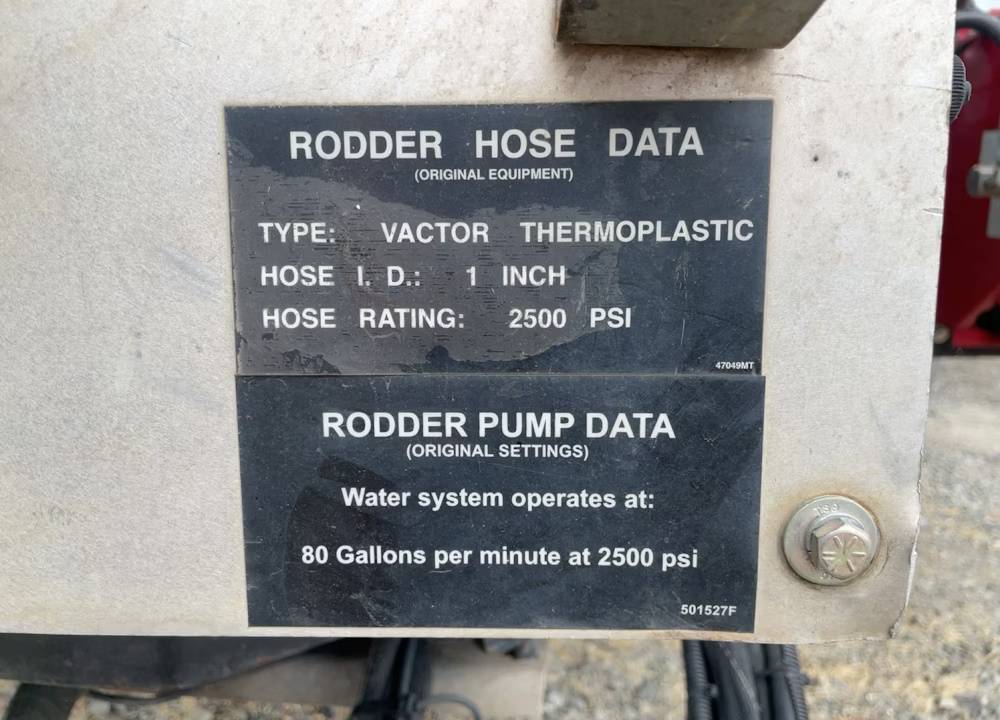 RODDER HOSE DATA
(ORIGINAL EQUIPMENT)
TYPE: VACTOR THERMOPLASTIC
HOSE I. D.: 1 INCH
HOSE RATING: 2500 PSI
47049MT
RODDER PUMP DATA
(ORIGINAL SETTINGS)
Water system operates at:
80 Gallons per minute at 2500 psi
501527F